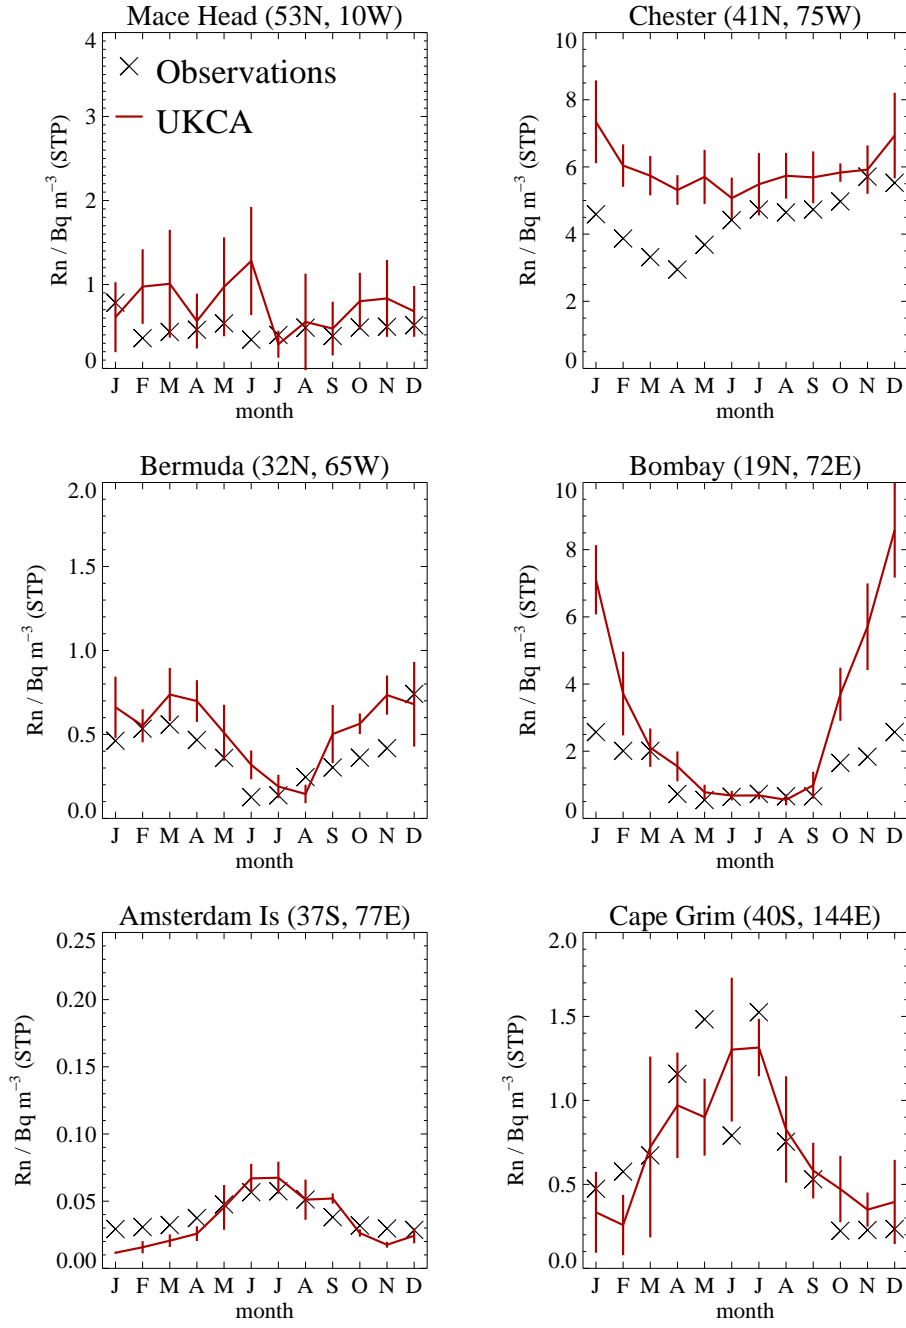 Mace Head (53N, 10W)
4
3
2
1
0
Rn / Bq m⁻³ (STP)
Observations
UKCA
J F M A M J J A S O N D
month
Chester (41N, 75W)
10
8
6
4
2
0
Rn / Bq m⁻³ (STP)
J F M A M J J A S O N D
month
Bermuda (32N, 65W)
2.0
1.5
1.0
0.5
0.0
Rn / Bq m⁻³ (STP)
J F M A M J J A S O N D
month
Bombay (19N, 72E)
10
8
6
4
2
0
Rn / Bq m⁻³ (STP)
J F M A M J J A S O N D
month
Amsterdam Is (37S, 77E)
0.25
0.20
0.15
0.10
0.05
0.00
Rn / Bq m⁻³ (STP)
J F M A M J J A S O N D
month
Cape Grim (40S, 144E)
2.0
1.5
1.0
0.5
0.0
Rn / Bq m⁻³ (STP)
J F M A M J J A S O N D
month